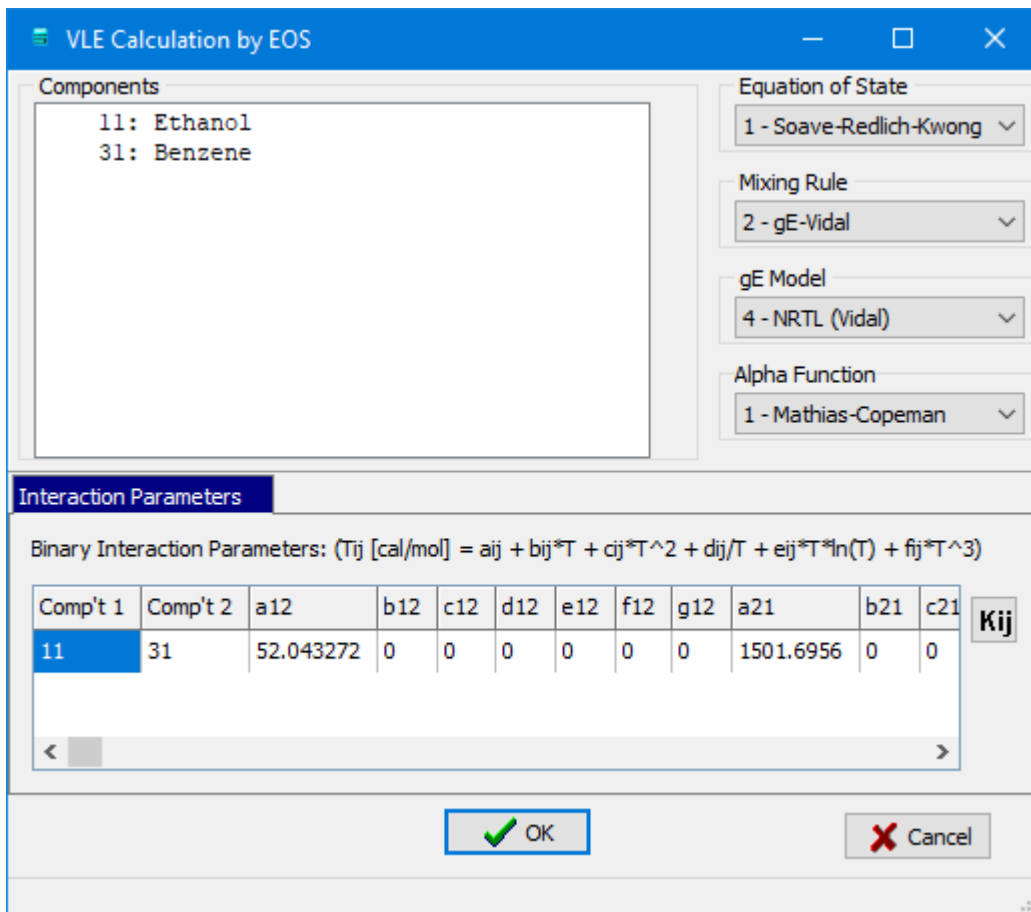 VLE Calculation by EOS
Components
11: Ethanol
31: Benzene
Equation of State
1 - Soave-Redlich-Kwong
Mixing Rule
2 - gE-Vidal
gE Model
4 - NRTL (Vidal)
Alpha Function
1 - Mathias-Copeman
Interaction Parameters
Binary Interaction Parameters: (Tij [cal/mol] = aij + bij*T + cij*T^2 + dij/T + eij*T*ln(T) + fij*T^3)
Comp't 1 Comp't 2 a12 b12 c12 d12 e12 f12 g12 a21 b21 c21
11 31 52.043272 0 0 0 0 0 0 1501.6956 0 0
Kij
OK
Cancel